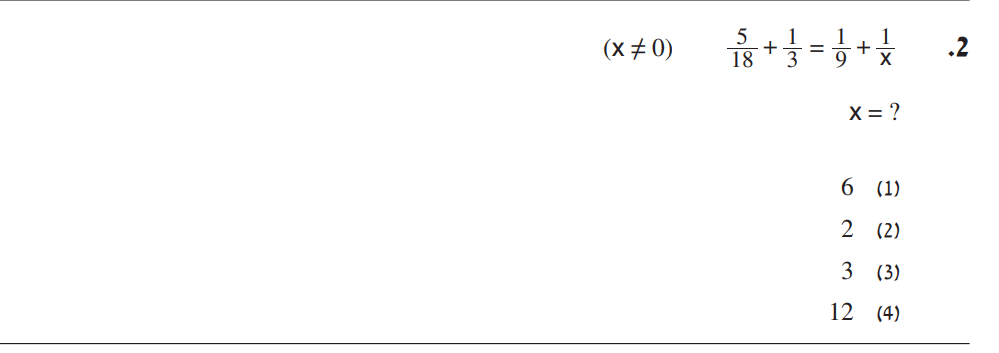 .2 5/18 + 1/3 = 1/9 + 1/x (x ≠ 0)
x = ?
(1) 6
(2) 2
(3) 3
(4) 12